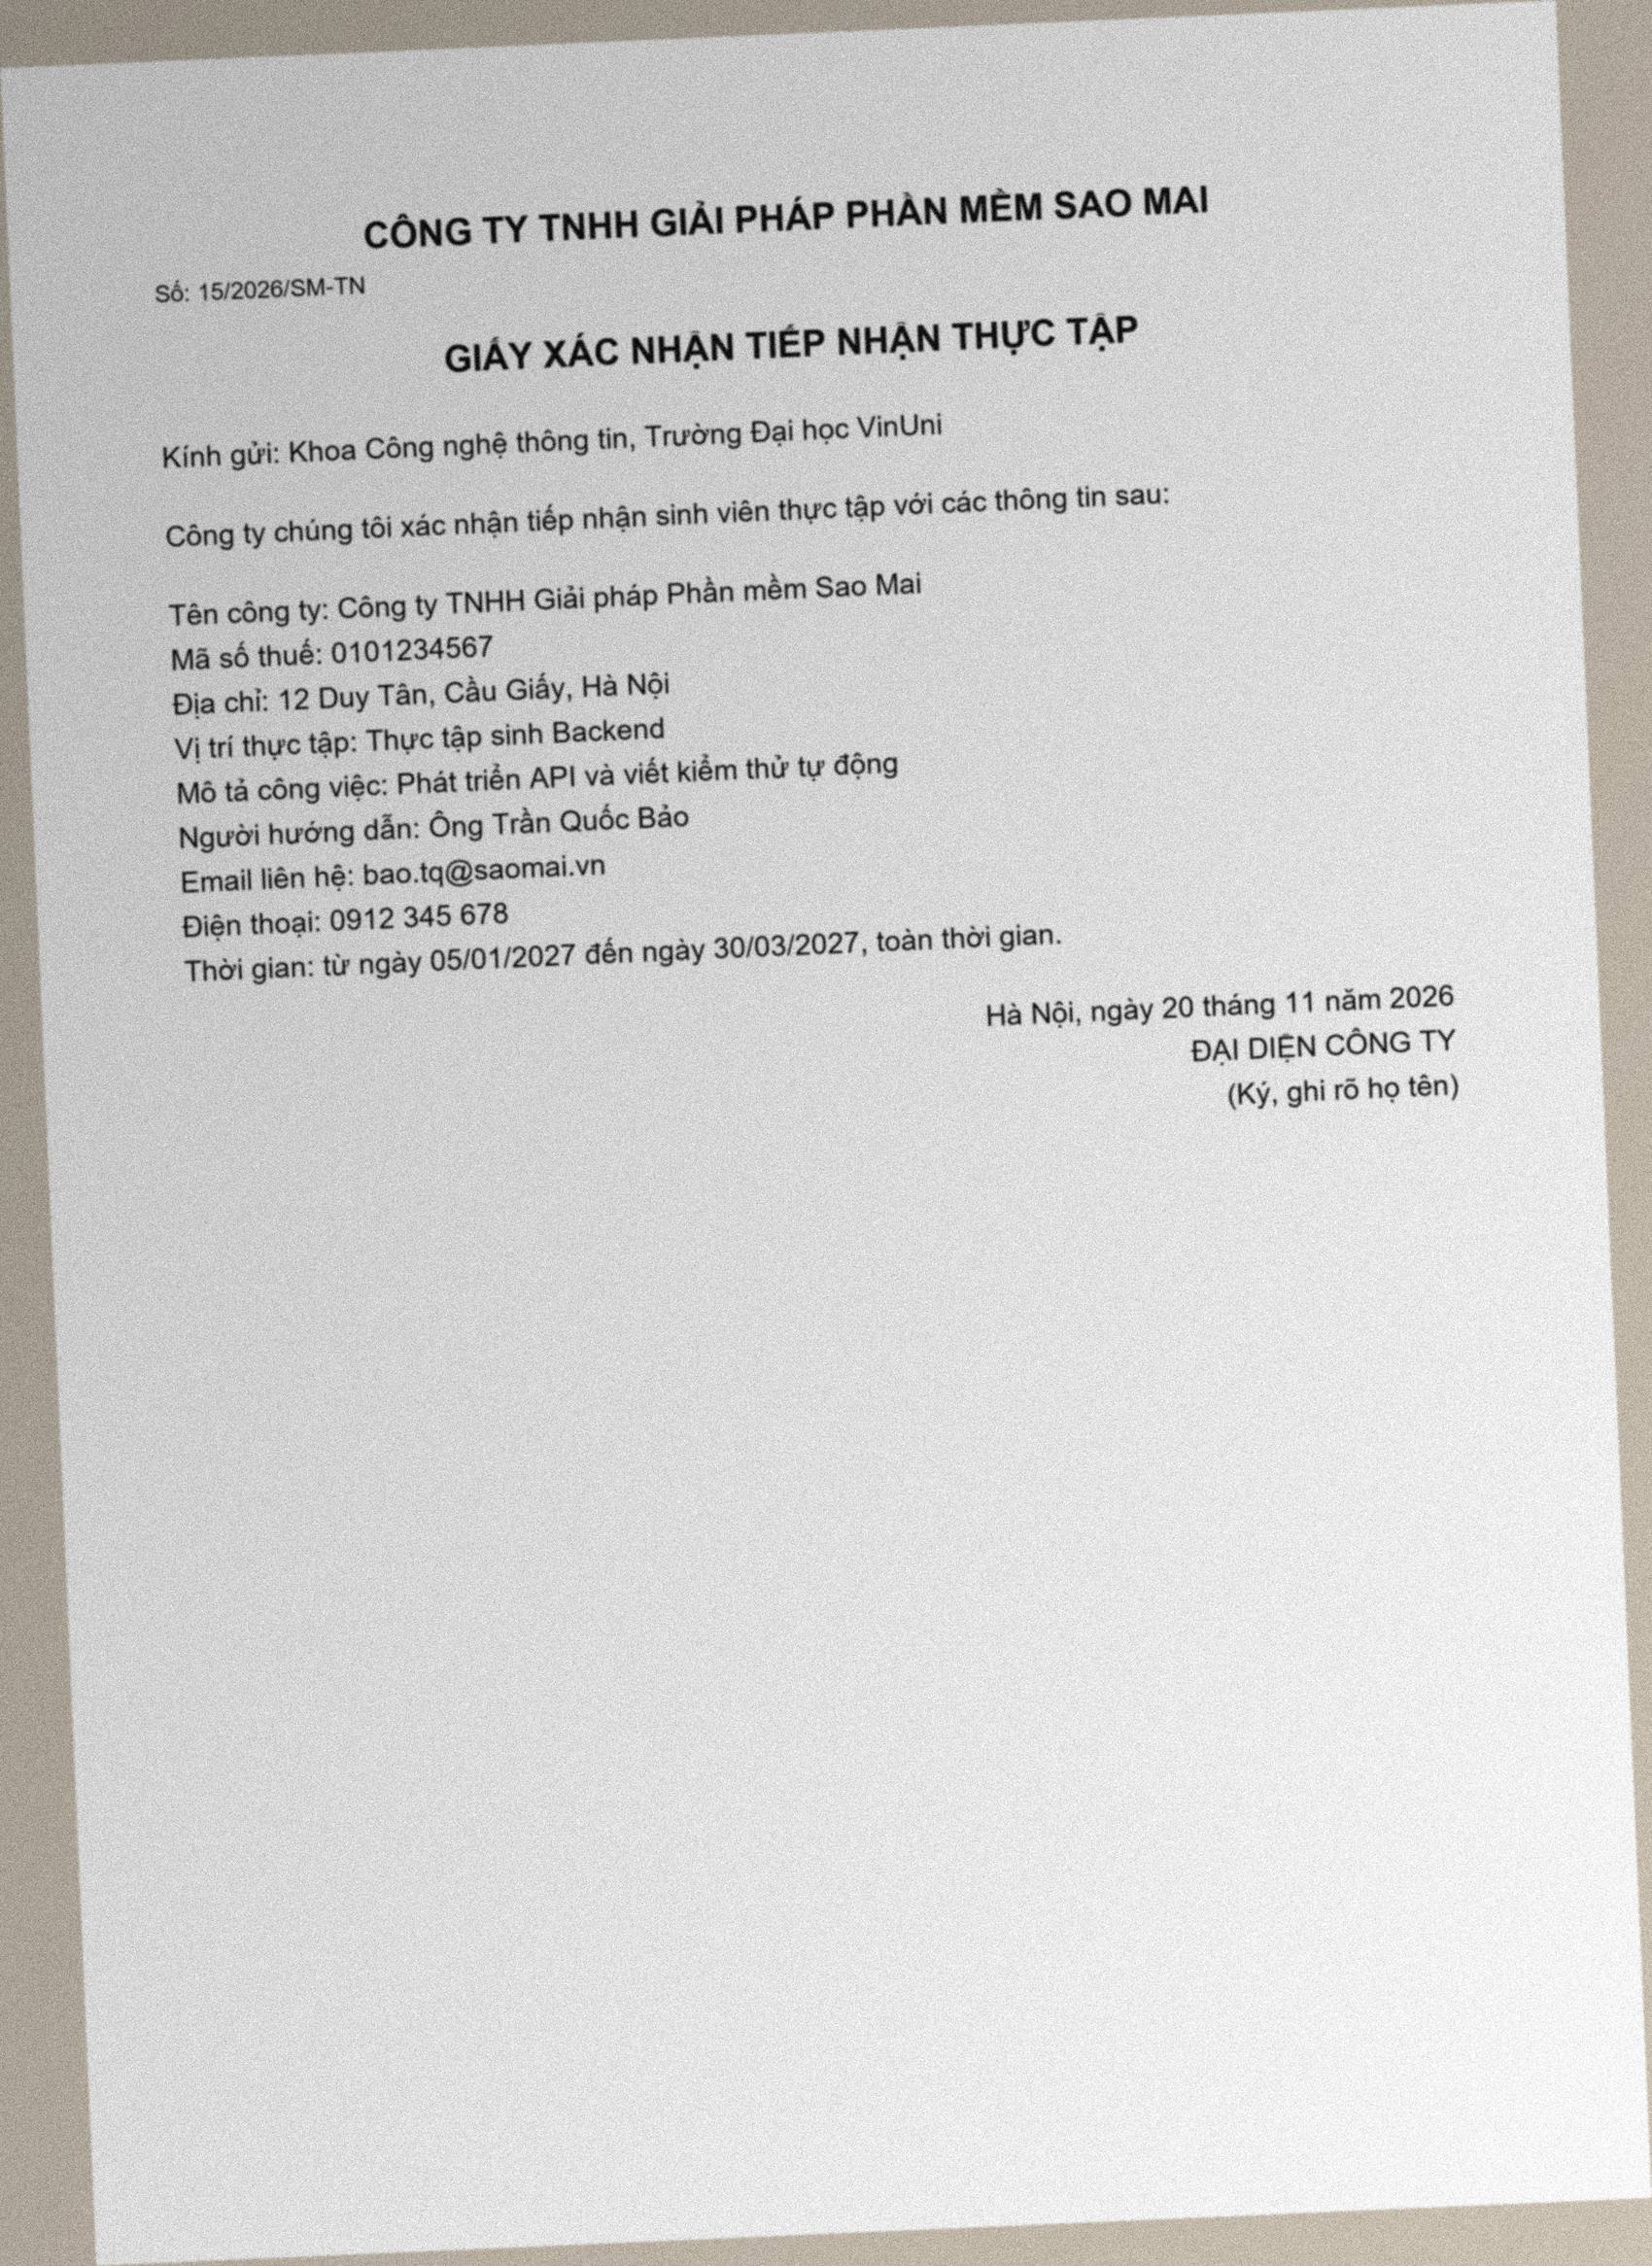 CÔNG TY TNHH GIẢI PHÁP PHẦN MỀM SAO MAI
Số: 15/2026/SM-TN
GIẤY XÁC NHẬN TIẾP NHẬN THỰC TẬP
Kính gửi: Khoa Công nghệ thông tin, Trường Đại học VinUni
Công ty chúng tôi xác nhận tiếp nhận sinh viên thực tập với các thông tin sau:
Tên công ty: Công ty TNHH Giải pháp Phần mềm Sao Mai
Mã số thuế: 0101234567
Địa chỉ: 12 Duy Tân, Cầu Giấy, Hà Nội
Vị trí thực tập: Thực tập sinh Backend
Mô tả công việc: Phát triển API và viết kiểm thử tự động
Người hướng dẫn: Ông Trần Quốc Bảo
Email liên hệ: bao.tq@saomai.vn
Điện thoại: 0912 345 678
Thời gian: từ ngày 05/01/2027 đến ngày 30/03/2027, toàn thời gian.
Hà Nội, ngày 20 tháng 11 năm 2026
ĐẠI DIỆN CÔNG TY
(Ký, ghi rõ họ tên)